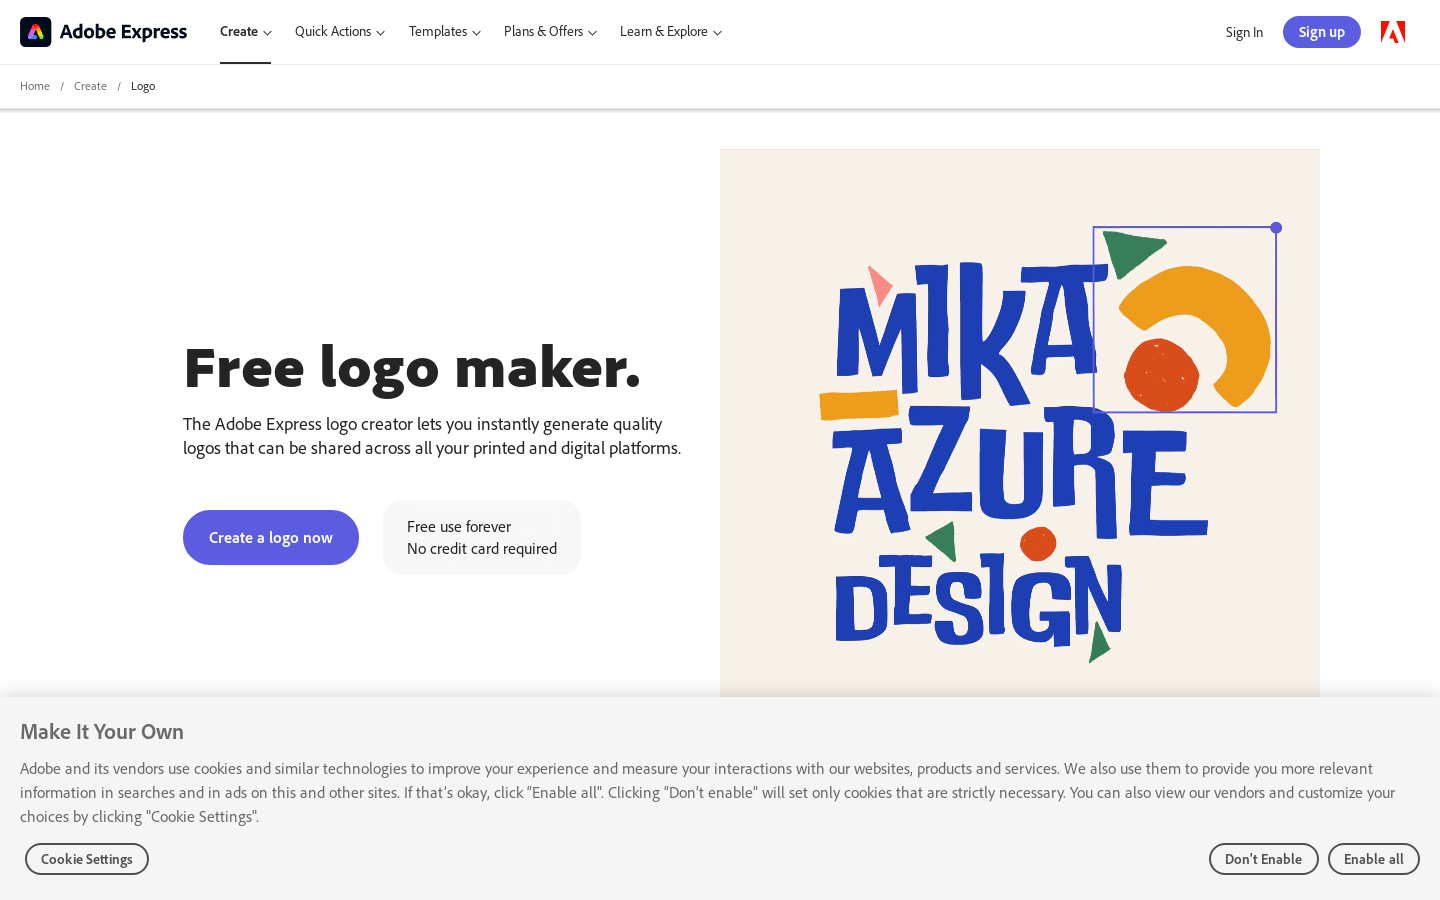 Adobe Express
Create
Quick Actions
Templates
Plans & Offers
Learn & Explore
Sign In
Sign up
Home / Create / Logo
MIKA
AZURE
DESIGN
Free logo maker.
The Adobe Express logo creator lets you instantly generate quality
logos that can be shared across all your printed and digital platforms.
Create a logo now
Free use forever
No credit card required
Make It Your Own
Adobe and its vendors use cookies and similar technologies to improve your experience and measure your interactions with our websites, products and services. We also use them to provide you more relevant
information in searches and in ads on this and other sites. If that’s okay, click “Enable all". Clicking “Don’t enable” will set only cookies that are strictly necessary. You can also view our vendors and customize your
choices by clicking "Cookie Settings”.
Cookie Settings
Don't Enable
Enable all